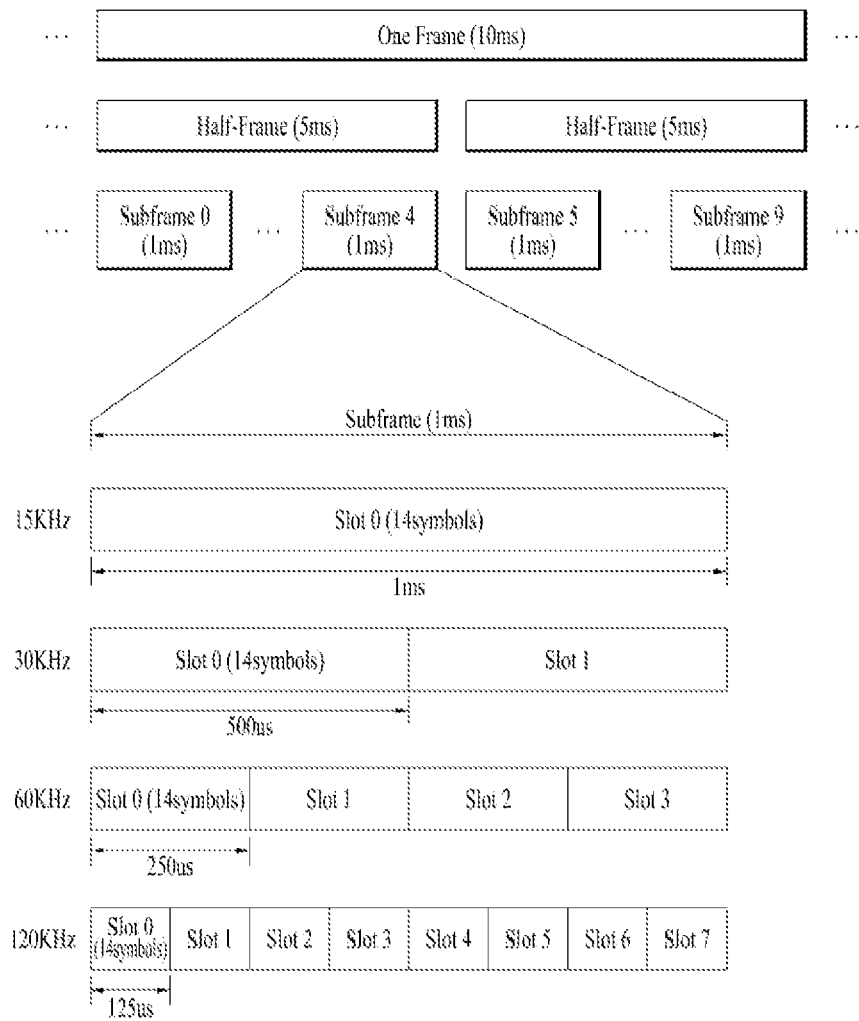 ... One Frame (10ms) ...
... Half-Frame (5ms) Half-Frame (5ms) ...
... Subframe 0 (1ms) ... Subframe 4 (1ms) Subframe 5 (1ms) ... Subframe 9 (1ms) ...
Subframe (1ms)
15KHz Slot 0 (14symbols)
1ms
30KHz Slot 0 (14symbols) Slot 1
500us
60KHz Slot 0 (14symbols) Slot 1 Slot 2 Slot 3
250us
120KHz Slot 0 (14symbols) Slot 1 Slot 2 Slot 3 Slot 4 Slot 5 Slot 6 Slot 7
125us